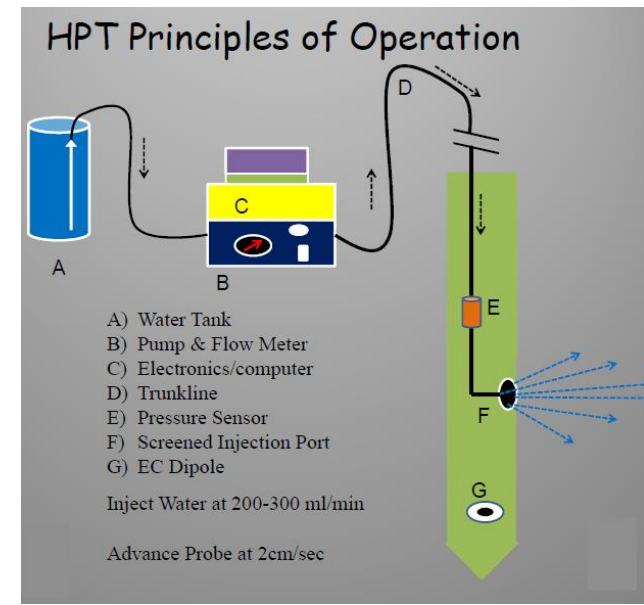 HPT Principles of Operation
D
C
A
B
E
F
G
A) Water Tank
B) Pump & Flow Meter
C) Electronics/computer
D) Trunkline
E) Pressure Sensor
F) Screened Injection Port
G) EC Dipole
Inject Water at 200-300 ml/min
Advance Probe at 2cm/sec